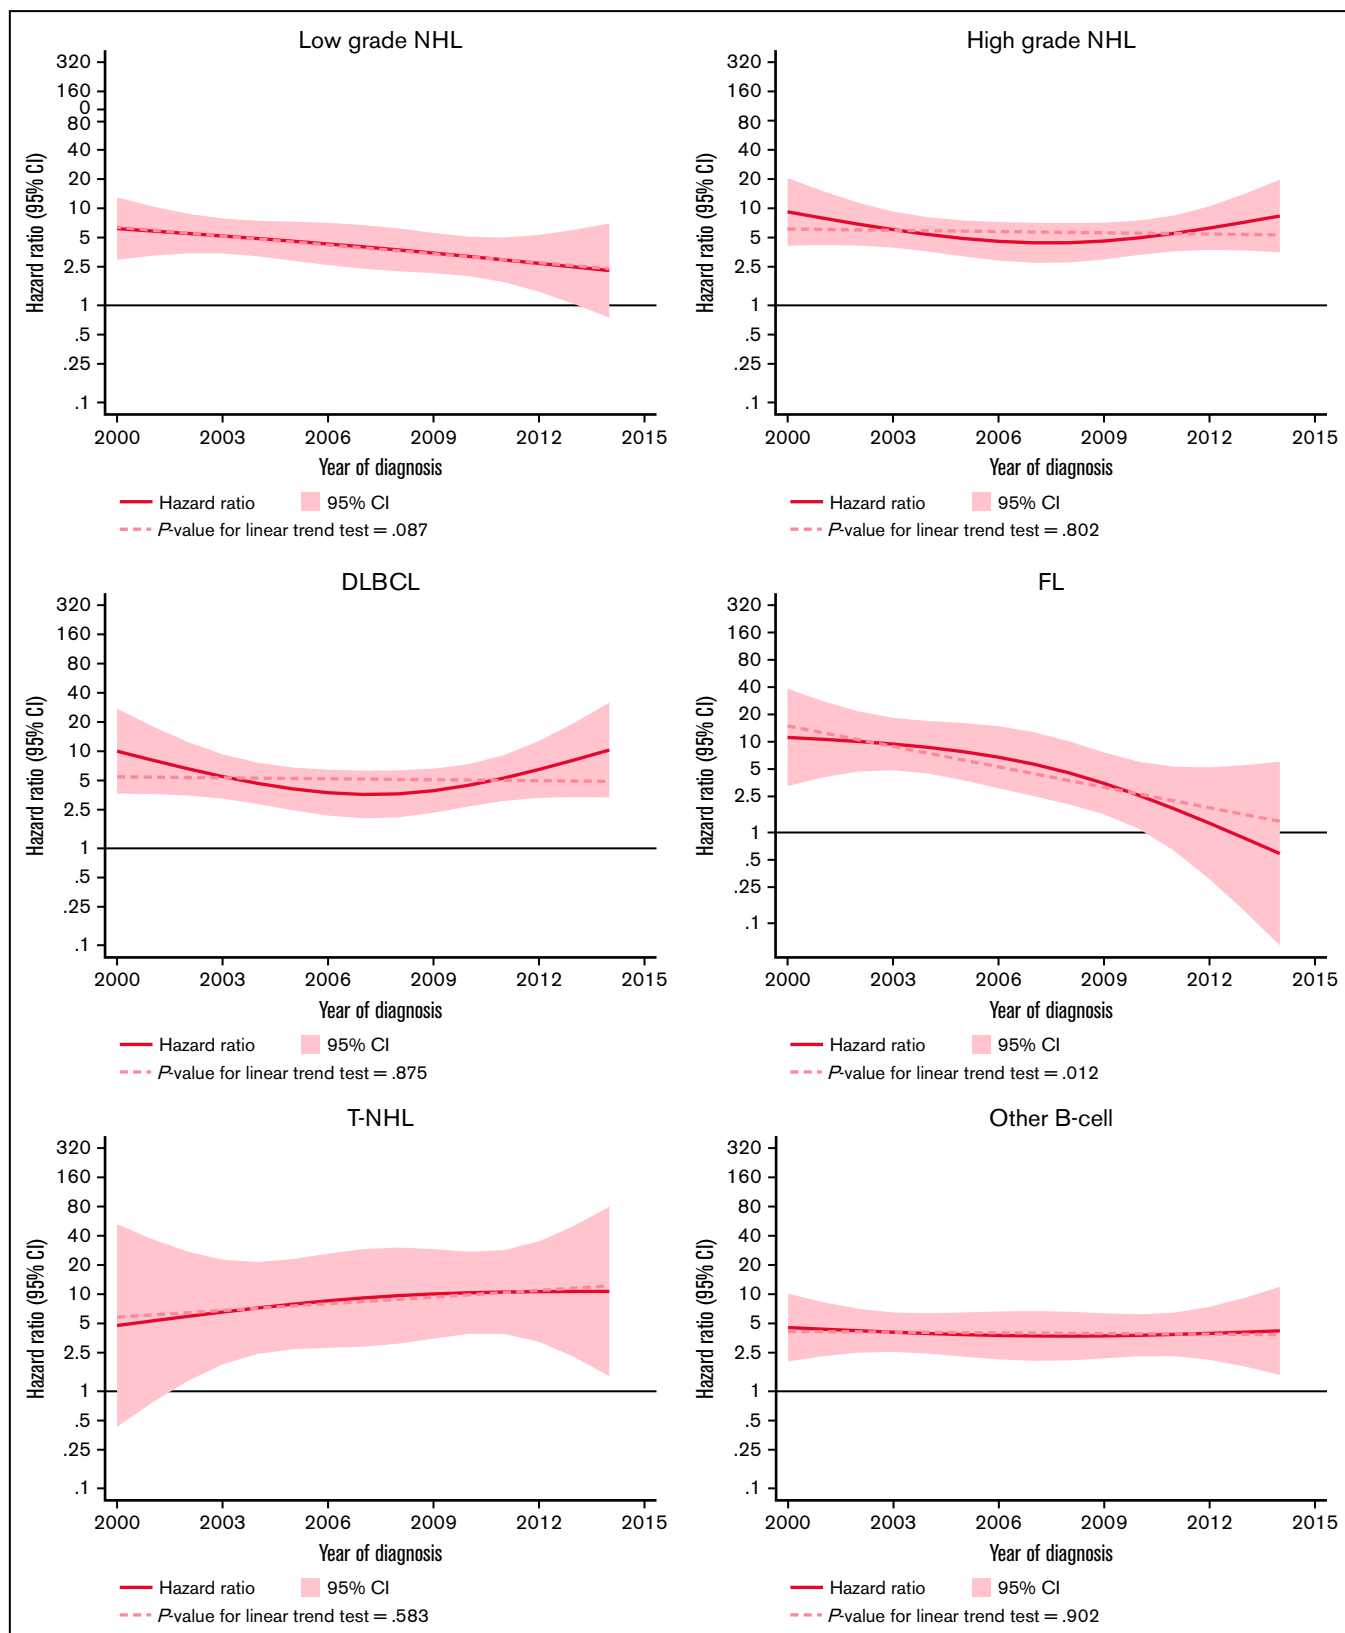 Low grade NHL
Hazard ratio (95% CI)
320
160
0
80
40
20
10
5
2.5
1
.5
.25
.1
2000 2003 2006 2009 2012 2015
Year of diagnosis
Hazard ratio 95% CI
P-value for linear trend test = .087
High grade NHL
Hazard ratio (95% CI)
320
160
80
40
20
10
5
2.5
1
.5
.25
.1
2000 2003 2006 2009 2012 2015
Year of diagnosis
Hazard ratio 95% CI
P-value for linear trend test = .802
DLBCL
Hazard ratio (95% CI)
320
160
80
40
20
10
5
2.5
1
.5
.25
.1
2000 2003 2006 2009 2012 2015
Year of diagnosis
Hazard ratio 95% CI
P-value for linear trend test = .875
FL
Hazard ratio (95% CI)
320
160
80
40
20
10
5
2.5
1
.5
.25
.1
2000 2003 2006 2009 2012 2015
Year of diagnosis
Hazard ratio 95% CI
P-value for linear trend test = .012
T-NHL
Hazard ratio (95% CI)
320
160
80
40
20
10
5
2.5
1
.5
.25
.1
2000 2003 2006 2009 2012 2015
Year of diagnosis
Hazard ratio 95% CI
P-value for linear trend test = .583
Other B-cell
Hazard ratio (95% CI)
320
160
80
40
20
10
5
2.5
1
.5
.25
.1
2000 2003 2006 2009 2012 2015
Year of diagnosis
Hazard ratio 95% CI
P-value for linear trend test = .902